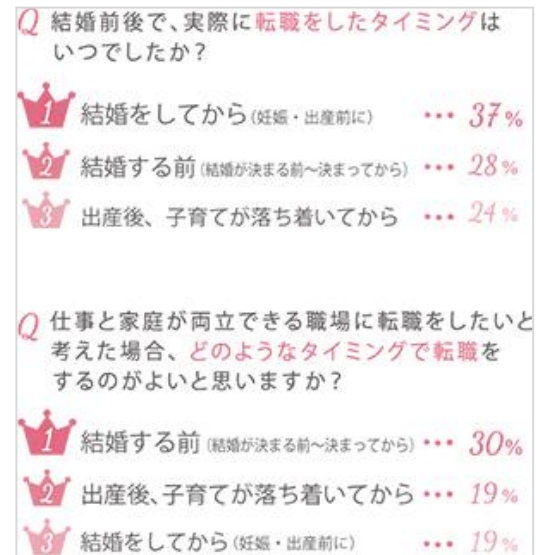 Q 結婚前後で、実際に転職をしたタイミングは
いつでしたか？
1 結婚をしてから(妊娠・出産前に) ••• 37%
2 結婚する前(結婚が決まる前～決まってから) ••• 28%
3 出産後、子育てが落ち着いてから ••• 24%
Q 仕事と家庭が両立できる職場に転職をしたいと
考えた場合、どのようなタイミングで転職を
するのがよいと思いますか？
1 結婚する前(結婚が決まる前～決まってから) ••• 30%
2 出産後、子育てが落ち着いてから ••• 19%
3 結婚をしてから(妊娠・出産前に) ••• 19%